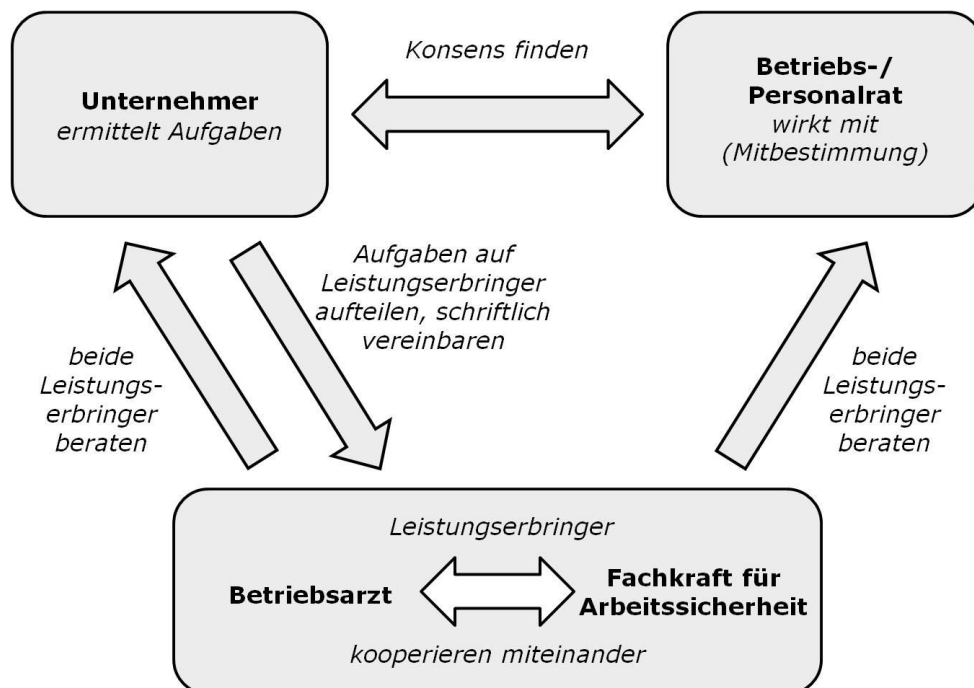 Konsens finden
Unternehmer
ermittelt Aufgaben
Betriebs-/
Personalrat
wirkt mit
(Mitbestimmung)
Aufgaben auf
Leistungserbringer
aufteilen, schriftlich
vereinbaren
beide
Leistungs-
erbringer
beraten
beide
Leistungs-
erbringer
beraten
Leistungserbringer
Betriebsarzt
Fachkraft für
Arbeitssicherheit
kooperieren miteinander